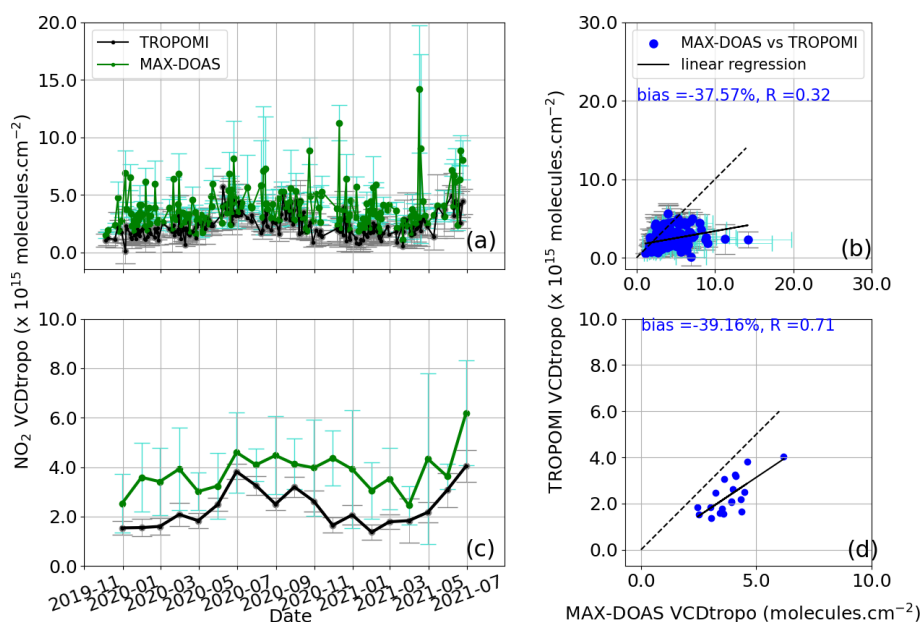 NO₂ VCDtropo (x 10¹⁵ molecules.cm⁻²)
20.0
15.0
10.0
5.0
0.0
TROPOMI
MAX-DOAS
(a)
TROPOMI VCDtropo (x 10¹⁵ molecules.cm⁻²)
30.0
20.0
10.0
0.0
MAX-DOAS vs TROPOMI
linear regression
bias =-37.57%, R =0.32
(b)
0.0 10.0 20.0 30.0
10.0
8.0
6.0
4.0
2.0
0.0
(c)
2019-11 2020-01 2020-03 2020-05 2020-07 2020-09 2020-11 2021-01 2021-03 2021-05 2021-07
Date
10.0
8.0
6.0
4.0
2.0
0.0
bias =-39.16%, R =0.71
(d)
0.0 5.0 10.0
MAX-DOAS VCDtropo (molecules.cm⁻²)